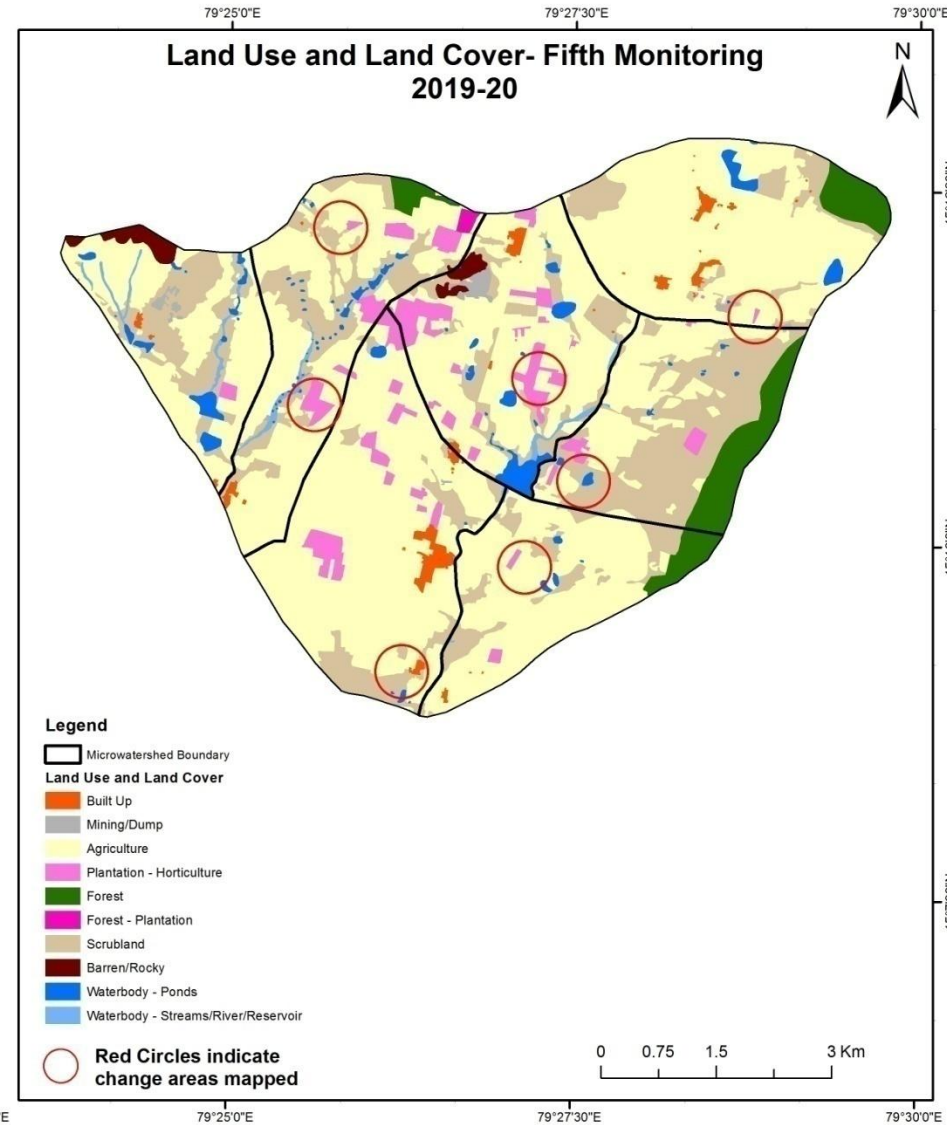 79°25'0"E
79°27'30"E
79°30'0"E
Land Use and Land Cover- Fifth Monitoring
2019-20
N
Legend
Microwatershed Boundary
Land Use and Land Cover
Built Up
Mining/Dump
Agriculture
Plantation - Horticulture
Forest
Forest - Plantation
Scrubland
Barren/Rocky
Waterbody - Ponds
Waterbody - Streams/River/Reservoir
Red Circles indicate
change areas mapped
0 0.75 1.5 3 Km
79°25'0"E
79°27'30"E
79°30'0"E